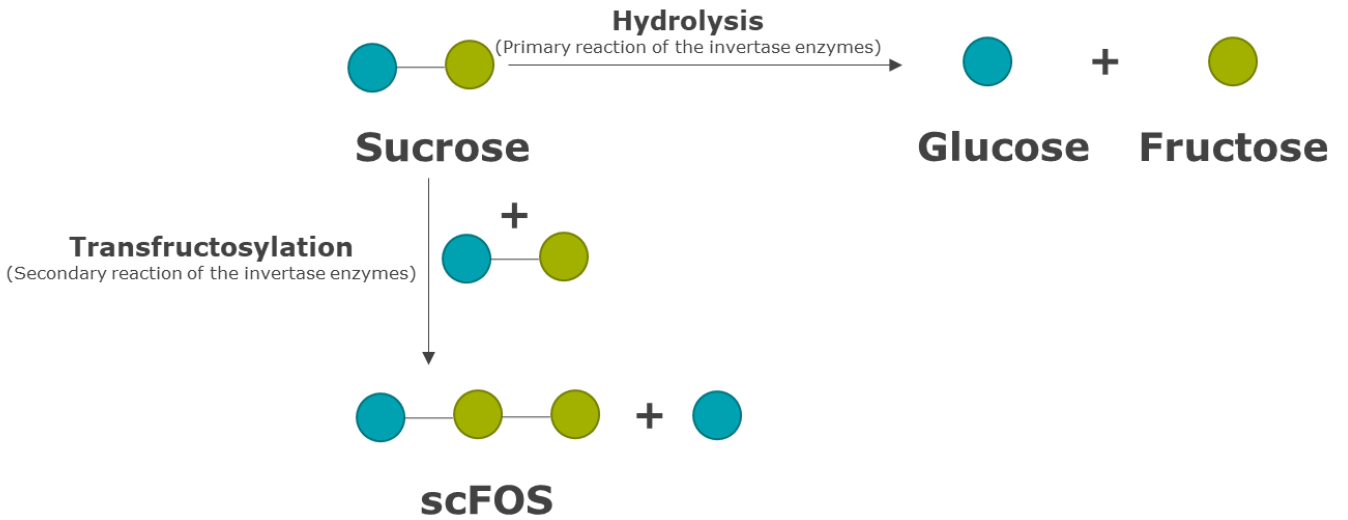 Hydrolysis
(Primary reaction of the invertase enzymes)
+
Sucrose
Glucose
Fructose
+
Transfructosylation
(Secondary reaction of the invertase enzymes)
+
scFOS